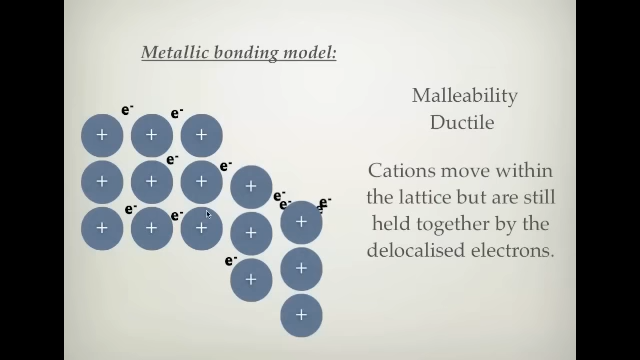 Metallic bonding model:
Malleability
Ductile
Cations move within
the lattice but are still
held together by the
delocalised electrons.
e- e-
+ + +
e- e-
+ + + +
e- e- e-
e- e-
+ + + + +
e-
+ +
+